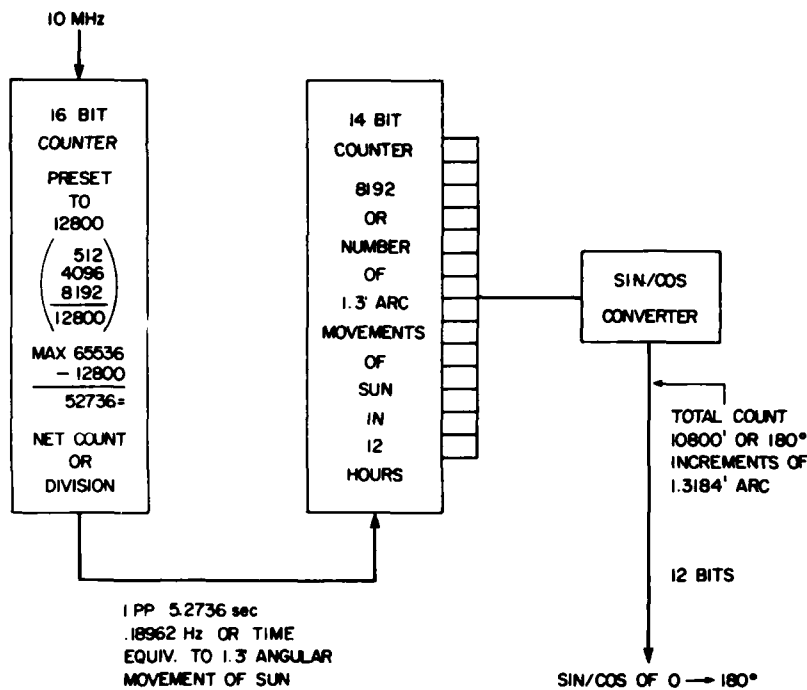 10 MHz
16 BIT
COUNTER
PRESET
TO
12800
512
4096
8192
12800
MAX 65536
– 12800
52736=
NET COUNT
OR
DIVISION
1 PP 5.2736 sec
.18962 Hz OR TIME
EQUIV. TO 1.3' ANGULAR
MOVEMENT OF SUN
14 BIT
COUNTER
8192
OR
NUMBER
OF
1.3' ARC
MOVEMENTS
OF
SUN
IN
12
HOURS
SIN/COS
CONVERTER
TOTAL COUNT
10800' OR 180°
INCREMENTS OF
1.3184' ARC
12 BITS
SIN/COS OF 0 → 180°